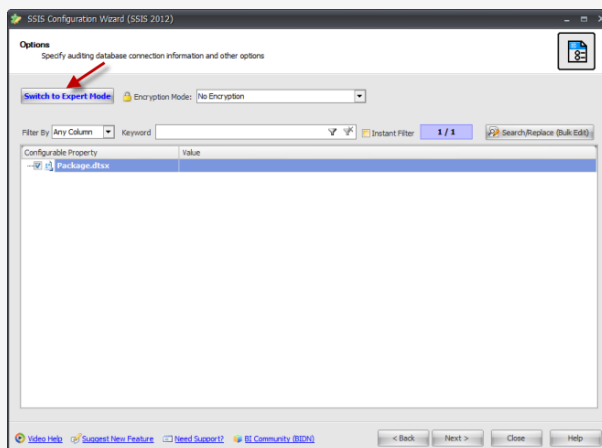 SSIS Configuration Wizard (SSIS 2012)
Options
Specify auditing database connection information and other options
Switch to Expert Mode Encryption Mode: No Encryption
Filter By Any Column Keyword Instant Filter 1 / 1 Search/Replace (Bulk Edit)
Configurable Property Value
Package.dtsx
Video Help Suggest New Feature Need Support? BI Community (BIDN) < Back Next > Close Help